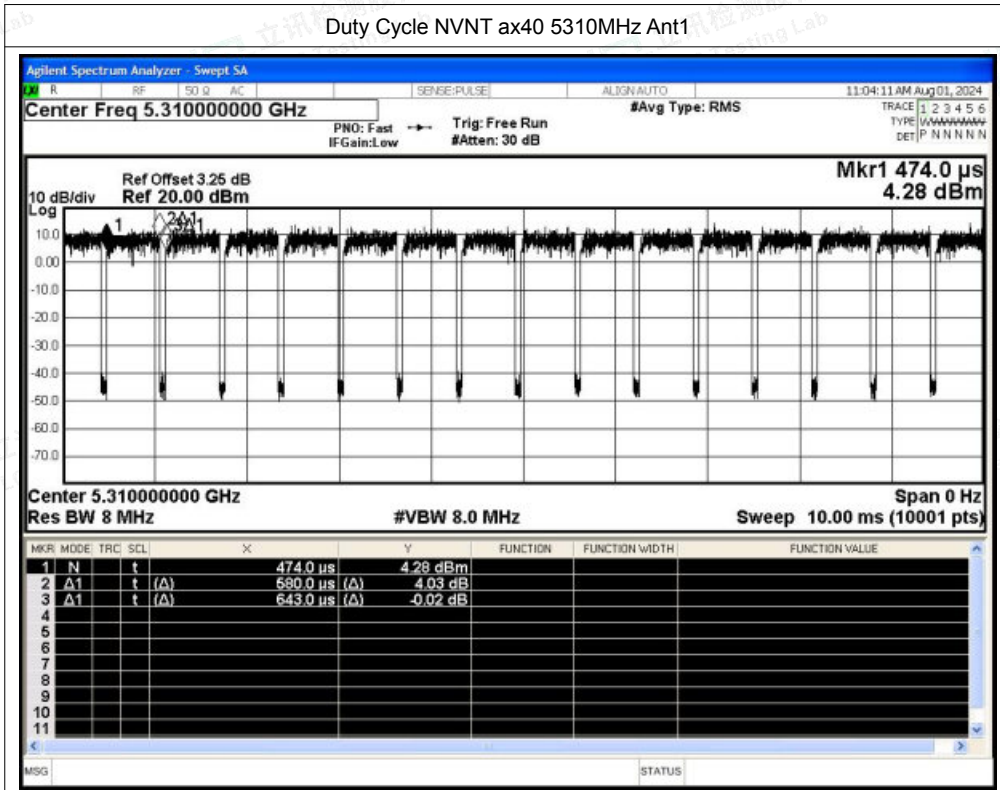 Duty Cycle NVNT ax40 5310MHz Ant1
Agilent Spectrum Analyzer - Swept SA
R RF 50 Ω AC SENSE:PULSE ALIGN AUTO 11:04:11 AM Aug 01, 2024
Center Freq 5.310000000 GHz #Avg Type: RMS TRACE 1 2 3 4 5 6
PNO: Fast Trig: Free Run TYPE
IFGain:Low #Atten: 30 dB DET P N N N N N
Mkr1 474.0 µs
4.28 dBm
Ref Offset 3.25 dB
10 dB/div Ref 20.00 dBm
Log
1 2Δ1 3Δ1
10.0
0.00
-10.0
-20.0
-30.0
-40.0
-50.0
-60.0
-70.0
Center 5.310000000 GHz Span 0 Hz
Res BW 8 MHz #VBW 8.0 MHz Sweep 10.00 ms (10001 pts)
MKR MODE TRC SCL X Y FUNCTION FUNCTION WIDTH FUNCTION VALUE
1 N t 474.0 µs 4.28 dBm
2 Δ1 t (Δ) 580.0 µs (Δ) 4.03 dB
3 Δ1 t (Δ) 643.0 µs (Δ) -0.02 dB
4
5
6
7
8
9
10
11
MSG STATUS